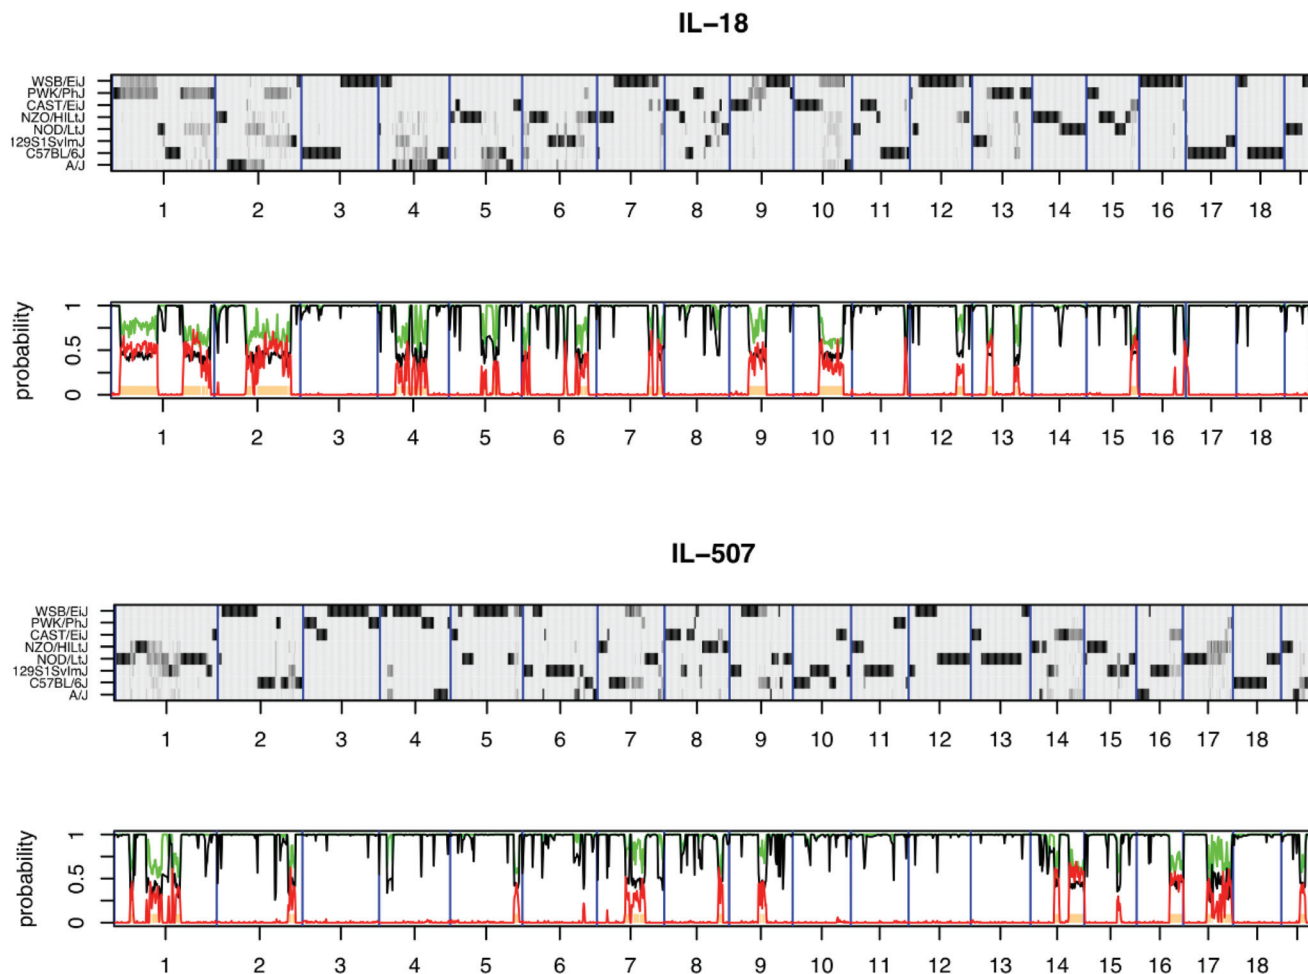 IL−18
WSB/EiJ
PWK/PhJ
CAST/EiJ
NZO/HILtJ
NOD/LtJ
129S1SvImJ
C57BL/6J
A/J
1 2 3 4 5 6 7 8 9 10 11 12 13 14 15 16 17 18
probability
1
0.5
0
1 2 3 4 5 6 7 8 9 10 11 12 13 14 15 16 17 18
IL−507
WSB/EiJ
PWK/PhJ
CAST/EiJ
NZO/HILtJ
NOD/LtJ
129S1SvImJ
C57BL/6J
A/J
1 2 3 4 5 6 7 8 9 10 11 12 13 14 15 16 17 18
probability
1
0.5
0
1 2 3 4 5 6 7 8 9 10 11 12 13 14 15 16 17 18